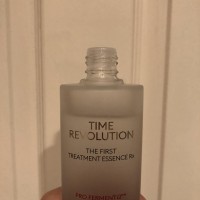 TIME
REVOLUTION
THE FIRST
TREATMENT ESSENCE RX